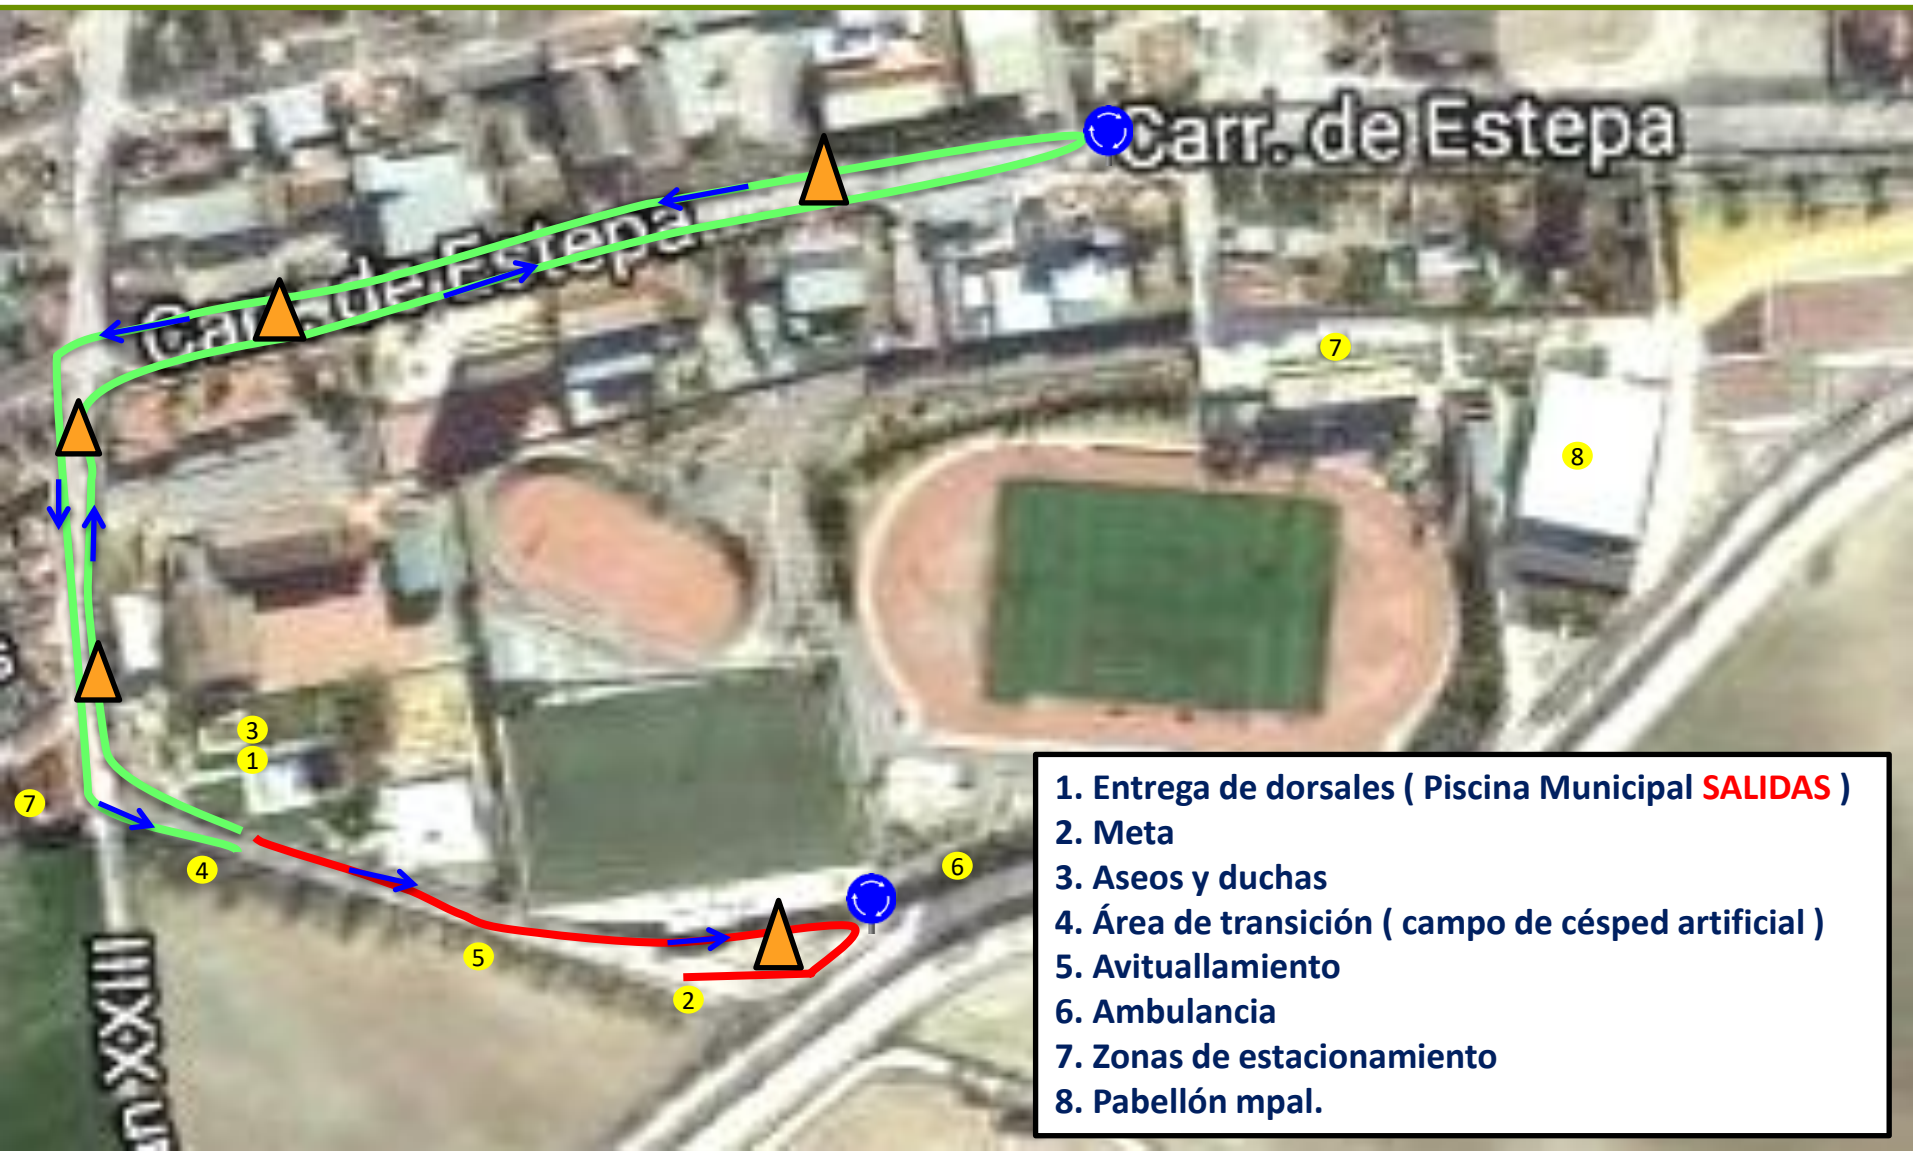 Carr. de Estepa
Carr. de Estepa
7
8
3
1
7
4
6
5
2
1. Entrega de dorsales ( Piscina Municipal SALIDAS )
2. Meta
3. Aseos y duchas
4. Área de transición ( campo de césped artificial )
5. Avituallamiento
6. Ambulancia
7. Zonas de estacionamiento
8. Pabellón mpal.
XXIII